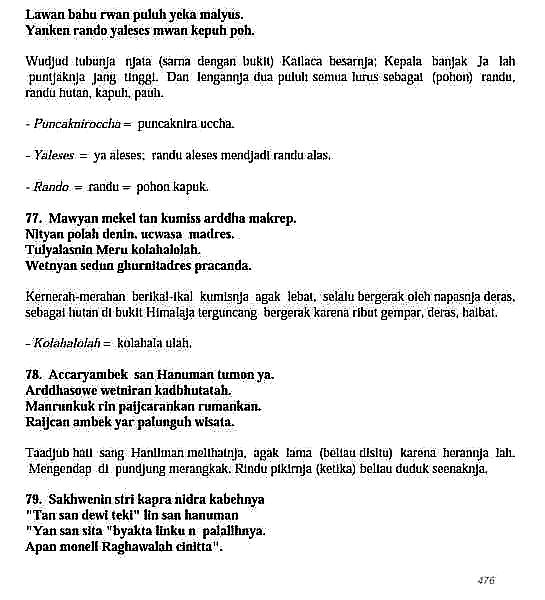 Lawan bahu rwan puluh yeka malyus.
Yanken rando yaleses mwan kepuh poh.
Wudjud tubunja njata (sama dengan bukit) Kailaca besarnja; Kepala banjak Ja lah
puntjaknja jang tinggi. Dan lengannja dua puluh semua lurus sebagai (pohon) randu,
randu hutan, kapuh, pauh.
- Puncakniroccha = puncaknira uccha.
- Yaleses = ya aleses; randu aleses mendjadi randu alas.
- Rando = randu = pohon kapuk.
77. Mawyan mekel tan kumiss arddha makrep.
Nityan polah denin. ucwasa madres.
Tulyalasnin Meru kolahalolah.
Wetnyan sedun ghurnitadres pracanda.
Kemerah-merahan berikal-ikal kumisnja agak lebat, selalu bergerak oleh napasnja deras,
sebagai hutan di bukit Himalaja terguncang bergerak karena ribut gempar, deras, haibat.
- Kolahalolah = kolahala ulah.
78. Accaryambek san Hanuman tumon ya.
Arddhasowe wetniran kadbhutatah.
Manrunkuk rin paijcarankan rumankan.
Raijcan ambek yar palunguh wisata.
Taadjub hati sang Hanuman melihatnja, agak lama (beliau disitu) karena herannja lah.
Mengendap di pundjung merangkak. Rindu pikirnja (ketika) beliau duduk seenaknja.
79. Sakhwenin stri kapra nidra kabehnya
"Tan san dewi teki" lin san hanuman
"Yan san sita "byakta linku n palalihnya.
Apan moneli Raghawalah cinitta".
476